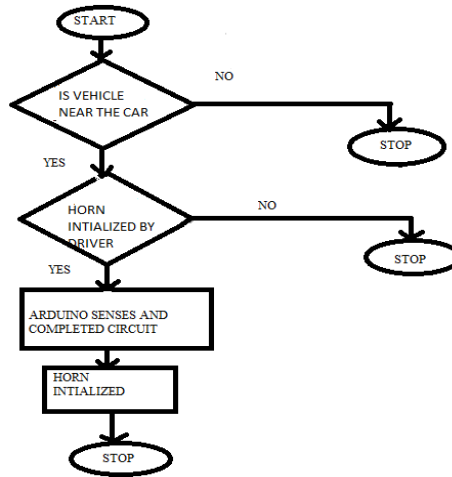 START
IS VEHICLE
NEAR THE CAR
NO
STOP
YES
HORN
INTIALIZED BY
DRIVER
NO
STOP
YES
ARDUINO SENSES AND
COMPLETED CIRCUIT
HORN
INTIALIZED
STOP